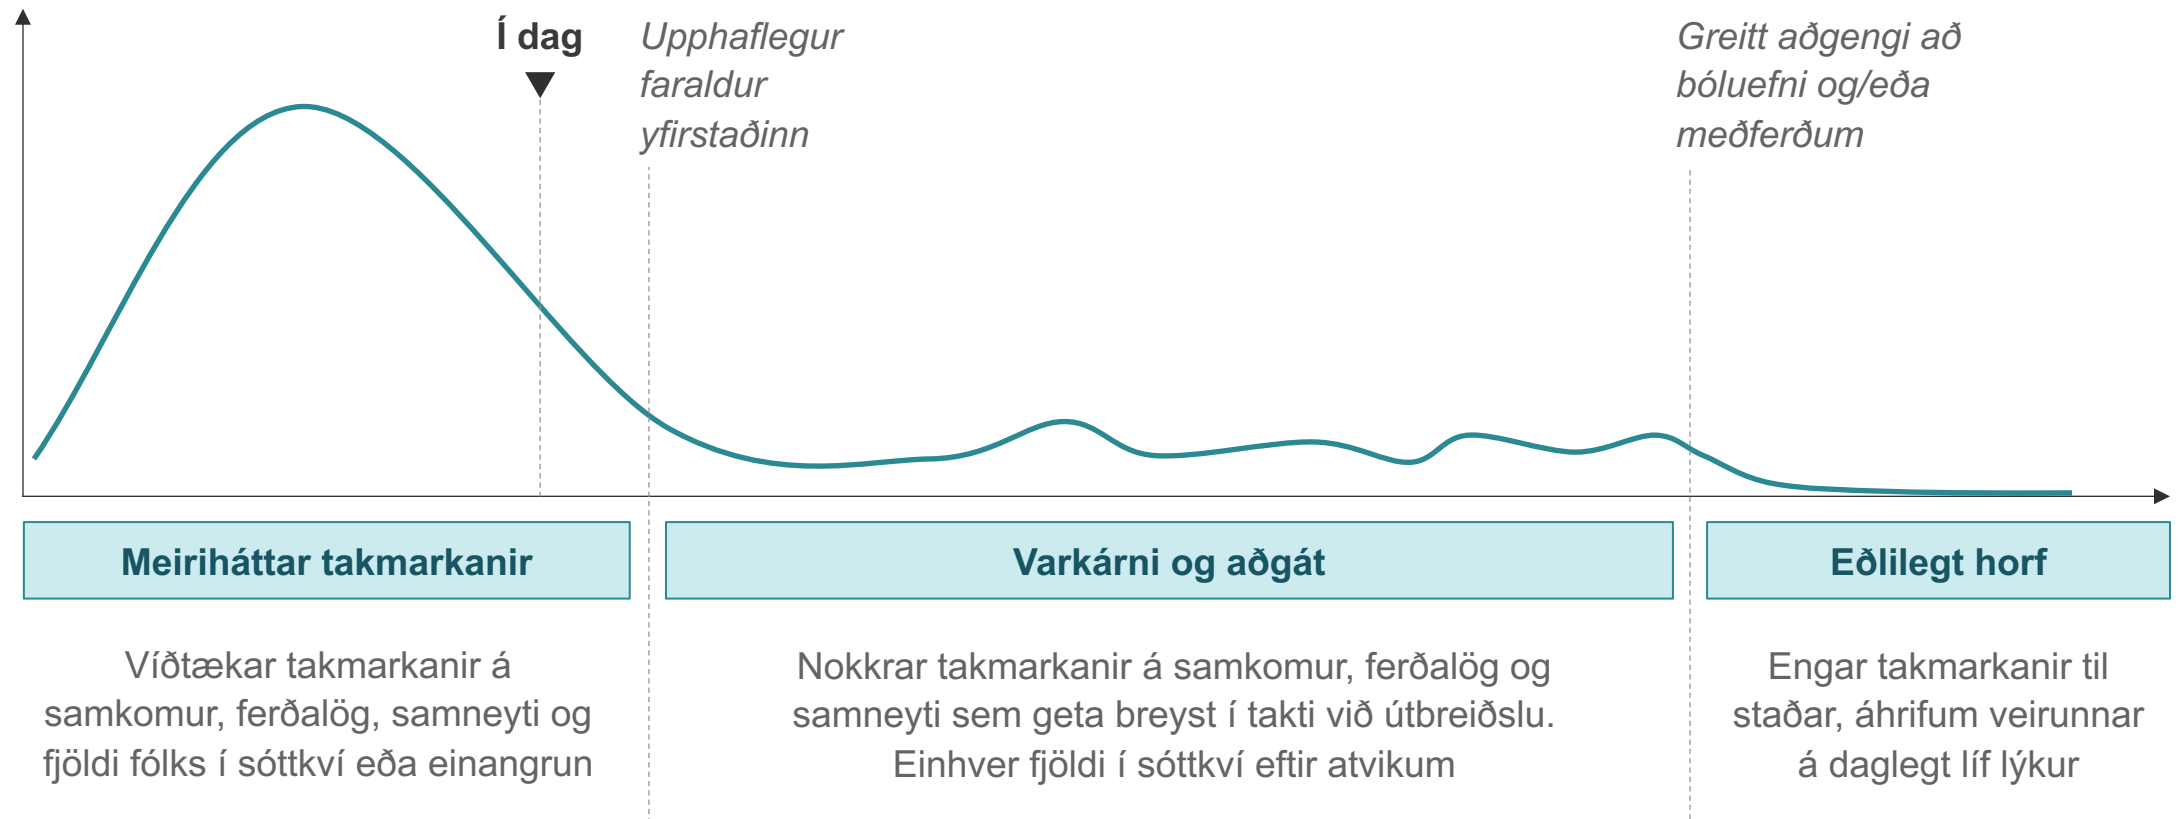 Í dag
Upphaflegur
faraldur
yfirstaðinn
Greitt aðgengi að
bóluefni og/eða
meðferðum
Meiriháttar takmarkanir
Víðtækar takmarkanir á
samkomur, ferðalög, samneyti og
fjöldi fólks í sóttkví eða einangrun
Varkárni og aðgát
Nokkrar takmarkanir á samkomur, ferðalög og
samneyti sem geta breyst í takti við útbreiðslu.
Einhver fjöldi í sóttkví eftir atvikum
Eðlilegt horf
Engar takmarkanir til
staðar, áhrifum veirunnar
á daglegt líf lýkur